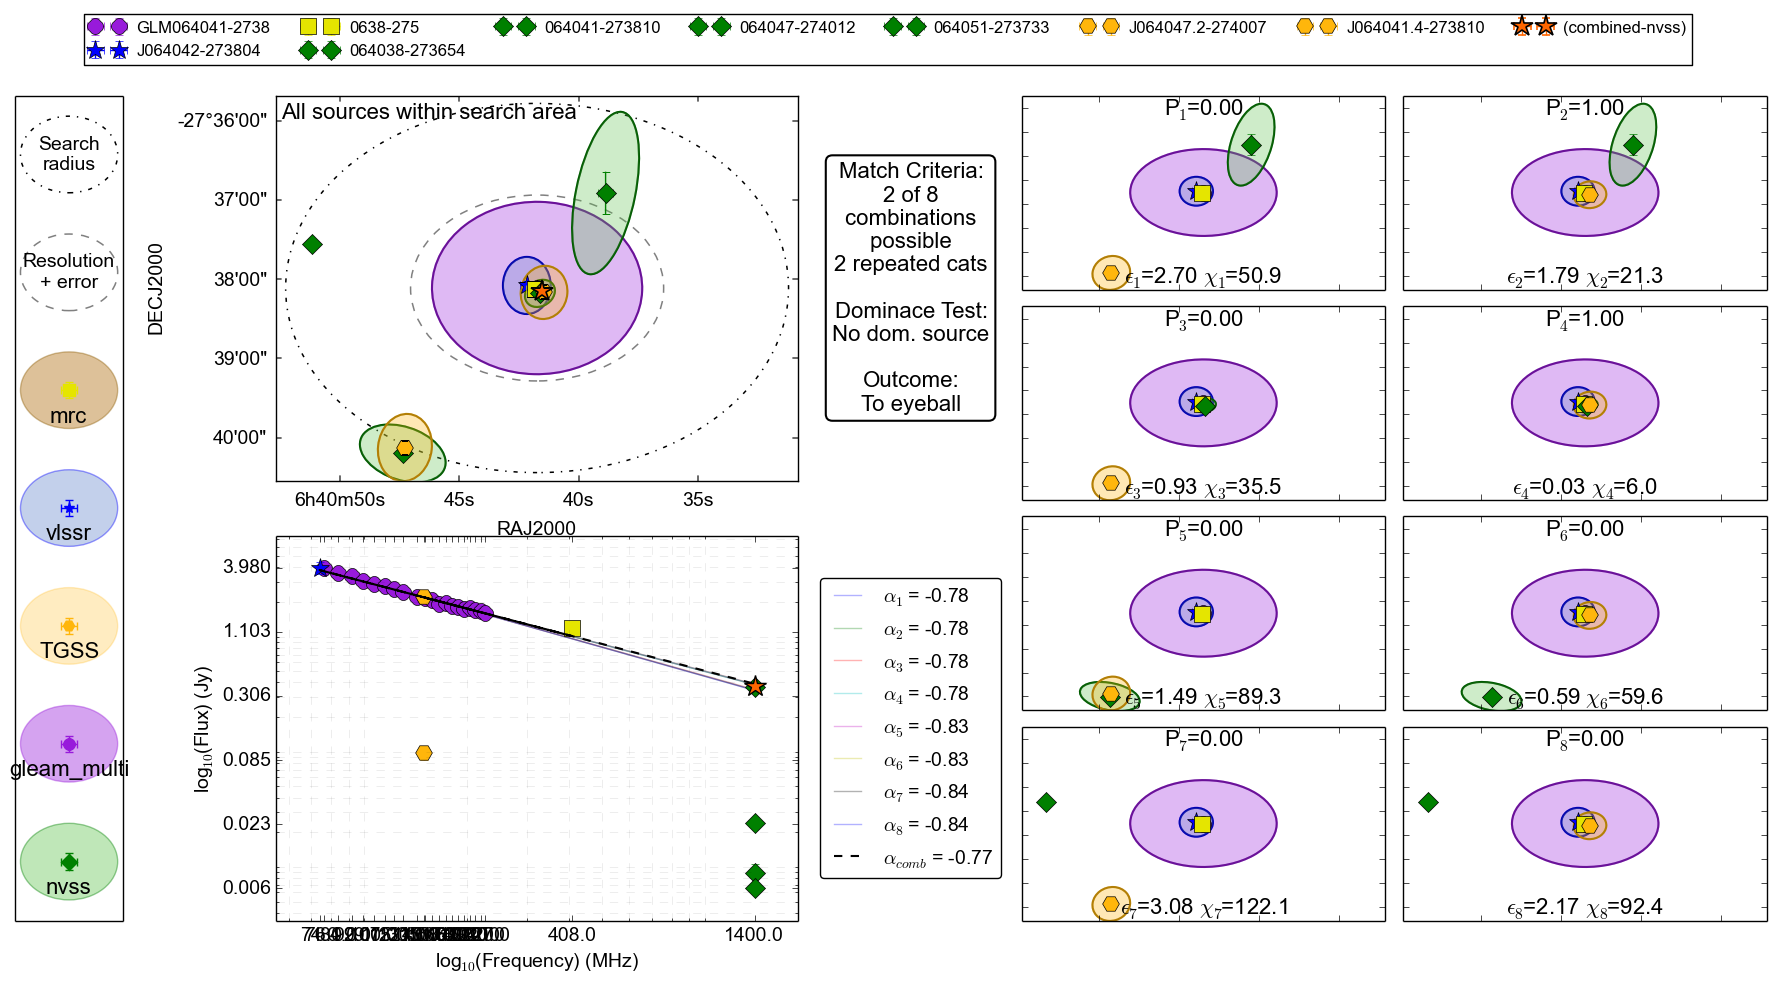 GLM064041-2738 0638-275 064041-273810 064047-274012 064051-273733 J064047.2-274007 J064041.4-273810 (combined-nvss)
J064042-273804 064038-273654
Search
radius
Resolution
+ error
mrc
vlssr
TGSS
gleam_multi
nvss
All sources within search area
DECJ2000
-27°36'00"
37'00"
38'00"
39'00"
40'00"
6h40m50s 45s 40s 35s
RAJ2000
Match Criteria:
2 of 8
combinations
possible
2 repeated cats
Dominace Test:
No dom. source
Outcome:
To eyeball
log10(Flux) (Jy)
3.980
1.103
0.306
0.085
0.023
0.006
408.0 1400.0
log10(Frequency) (MHz)
α1 = -0.78
α2 = -0.78
α3 = -0.78
α4 = -0.78
α5 = -0.83
α6 = -0.83
α7 = -0.84
α8 = -0.84
αcomb = -0.77
P1=0.00
ϵ1=2.70 χ1=50.9
P2=1.00
ϵ2=1.79 χ2=21.3
P3=0.00
ϵ3=0.93 χ3=35.5
P4=1.00
ϵ4=0.03 χ4=6.0
P5=0.00
ϵ5=1.49 χ5=89.3
P6=0.00
ϵ6=0.59 χ6=59.6
P7=0.00
ϵ7=3.08 χ7=122.1
P8=0.00
ϵ8=2.17 χ8=92.4